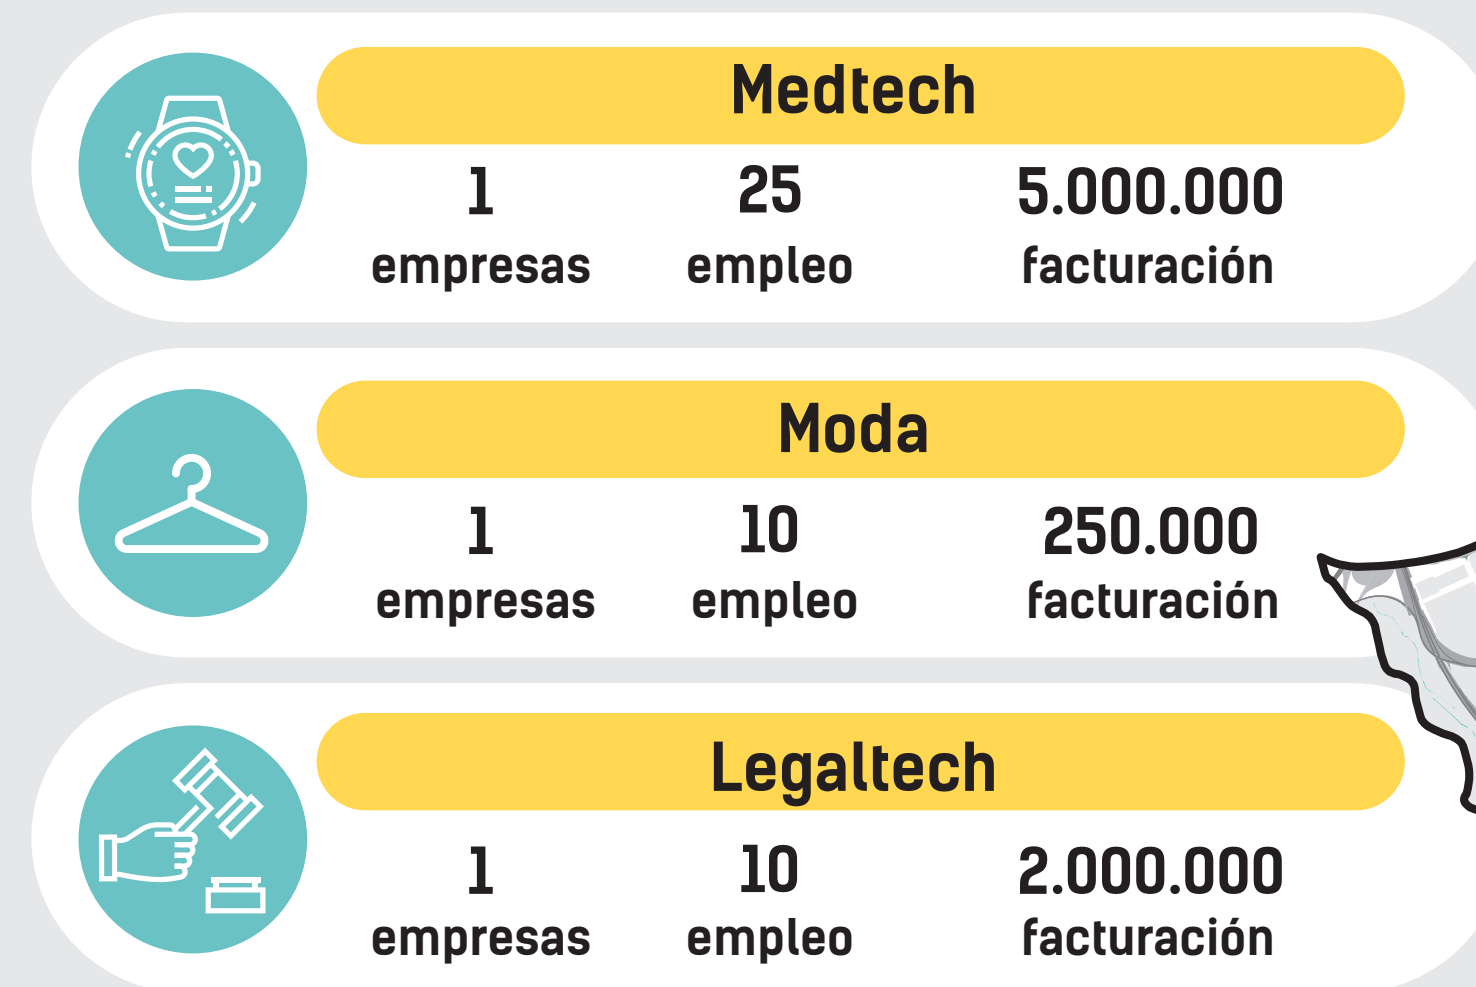 Medtech
1 25 5.000.000
empresas empleo facturación
Moda
1 10 250.000
empresas empleo facturación
Legaltech
1 10 2.000.000
empresas empleo facturación